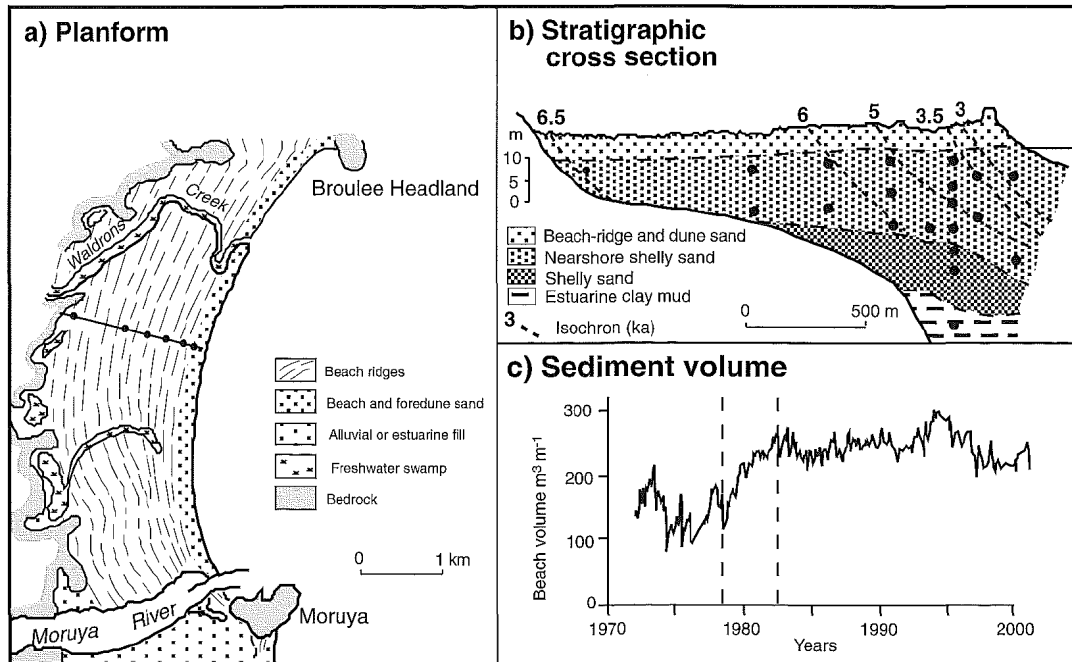 a) Planform
Waldrons
Creek
Broulee Headland
Beach ridges
Beach and foredune sand
Alluvial or estuarine fill
Freshwater swamp
Bedrock
0 1 km
Moruya River
Moruya
b) Stratigraphic
cross section
6.5 6 5 3.5 3
m
10
5
0
Beach-ridge and dune sand
Nearshore shelly sand
Shelly sand
Estuarine clay mud
3 Isochron (ka)
0 500 m
c) Sediment volume
Beach volume m³ m⁻¹
300
200
100
0
1970 1980 1990 2000
Years